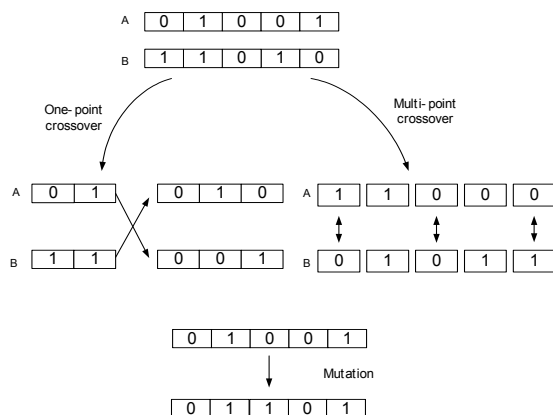 A 0 1 0 0 1
B 1 1 0 1 0
One-point crossover
Multi-point crossover
A 0 1 0 1 0
B 1 1 0 0 1
A 1 1 0 0 0
B 0 1 0 1 1
0 1 0 0 1
Mutation
0 1 1 0 1